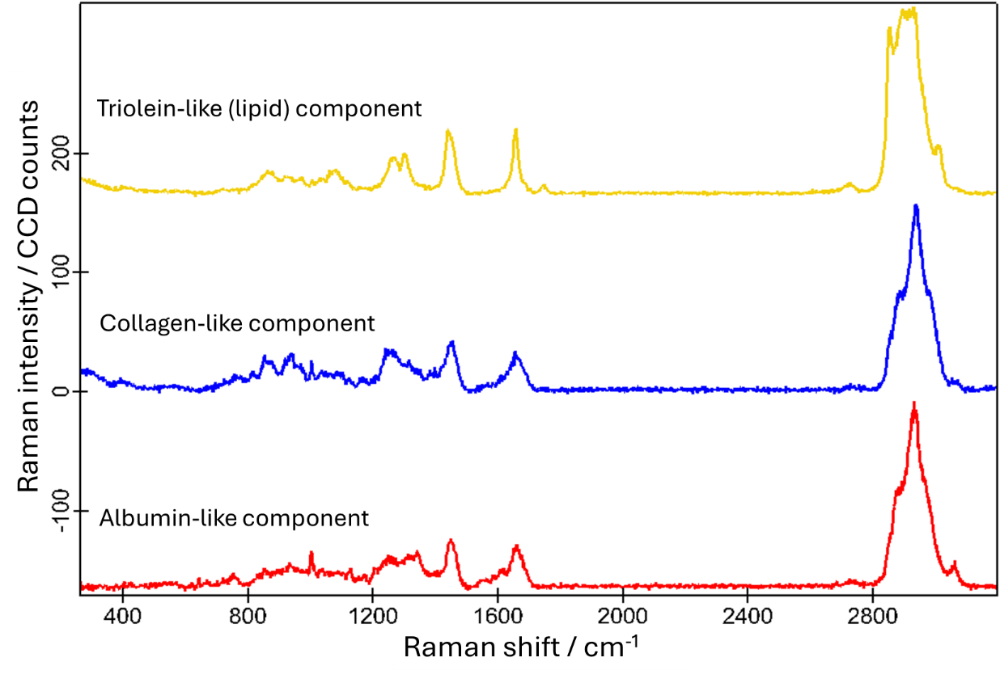 Triolein-like (lipid) component
Collagen-like component
Albumin-like component
Raman intensity / CCD counts
200
100
0
-100
400 800 1200 1600 2000 2400 2800
Raman shift / cm⁻¹